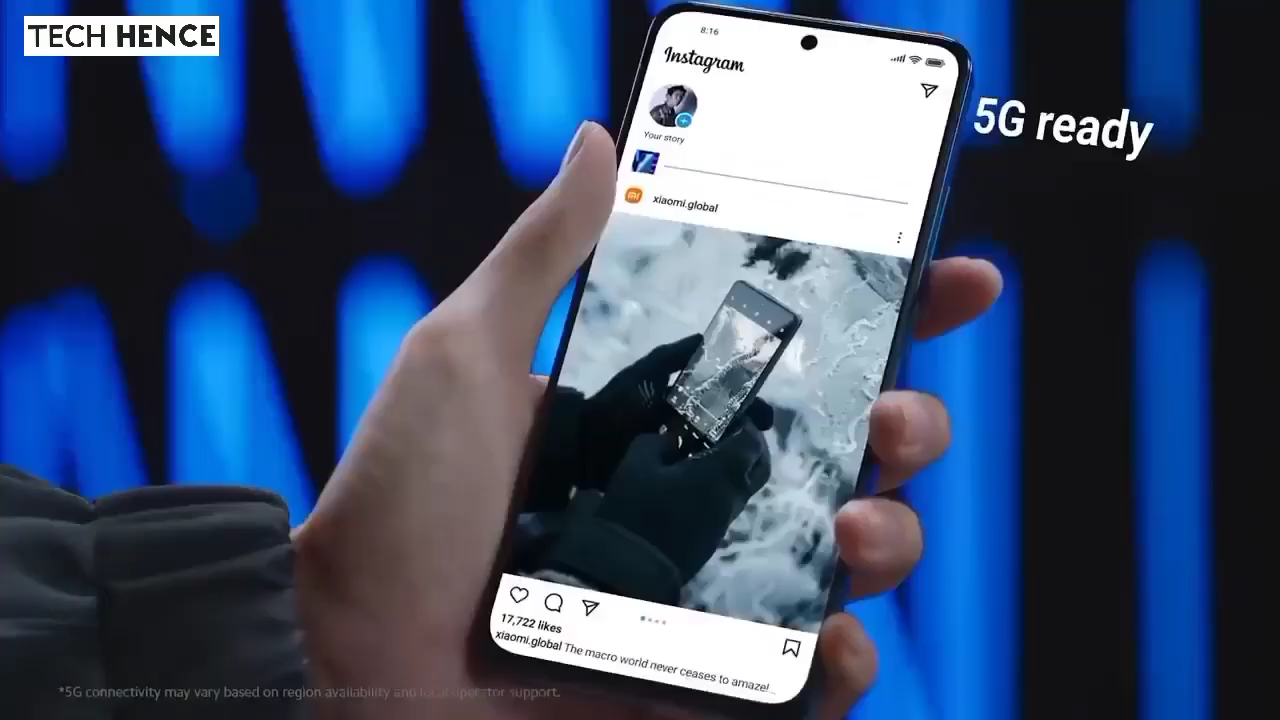 TECH HENCE
8:16
Instagram
5G ready
Your story
mi
xiaomi.global
17,722 likes
xiaomi.global The macro world never ceases to amaze!
*5G connectivity may vary based on region availability and local operator support.